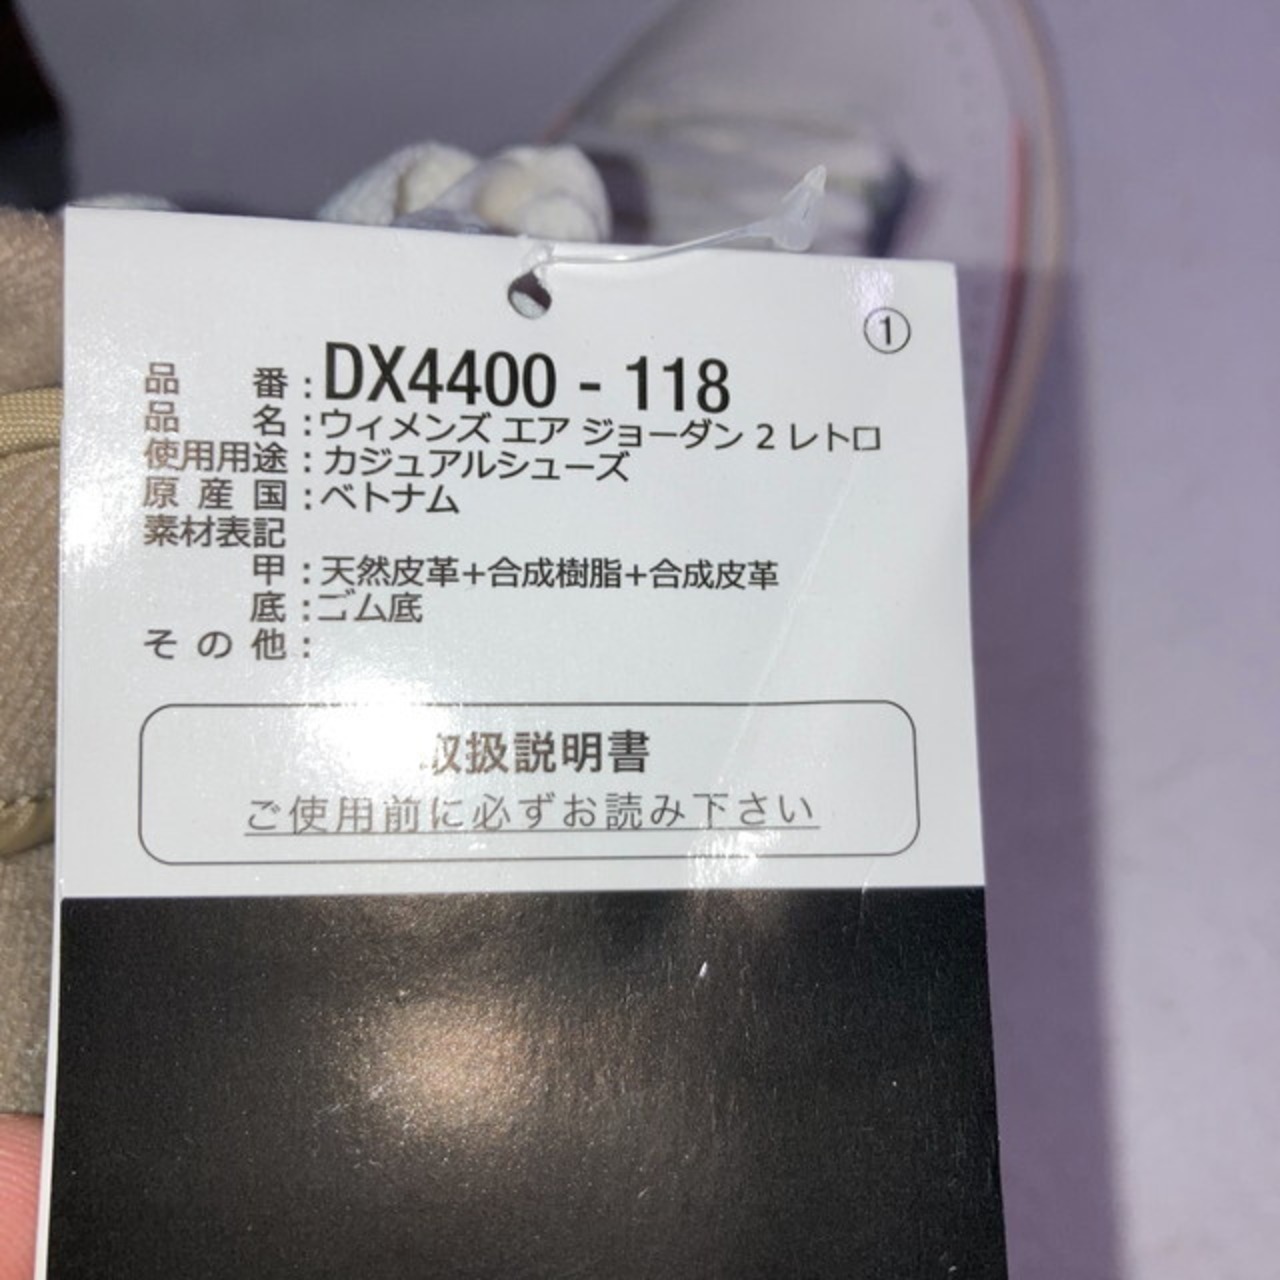 ①
品番:DX4400-118
品名:ウィメンズ エア ジョーダン 2 レトロ
使用用途:カジュアルシューズ
原産国:ベトナム
素材表記
甲:天然皮革+合成樹脂+合成皮革
底:ゴム底
その他:
取扱説明書
ご使用前に必ずお読み下さい